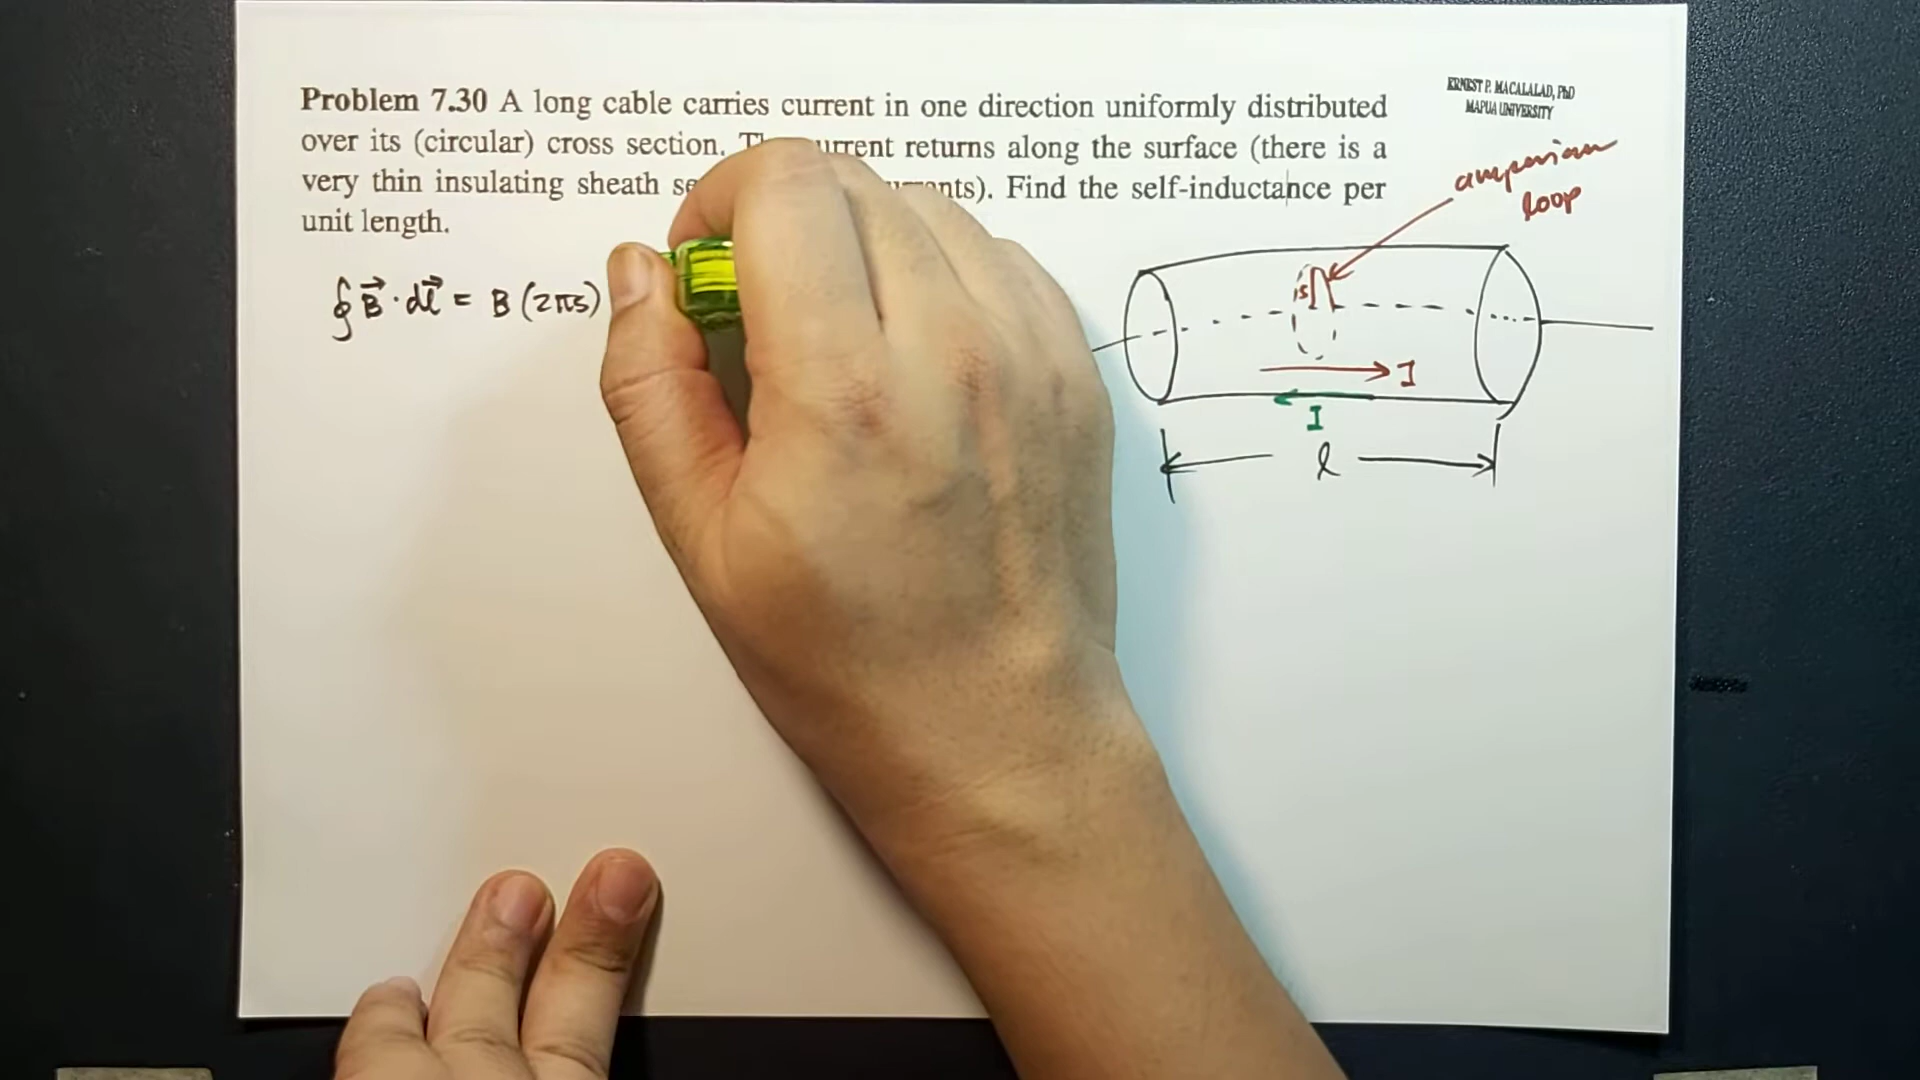 Problem 7.30 A long cable carries current in one direction uniformly distributed
over its (circular) cross section. current returns along the surface (there is a
very thin insulating sheath Find the self-inductance per
unit length.
ERNEST P. MACALALAD, PhD
MAPUA UNIVERSITY
amperian
loop
∮ B⃗ · dl⃗ = B (2πs)
s
I
I
l